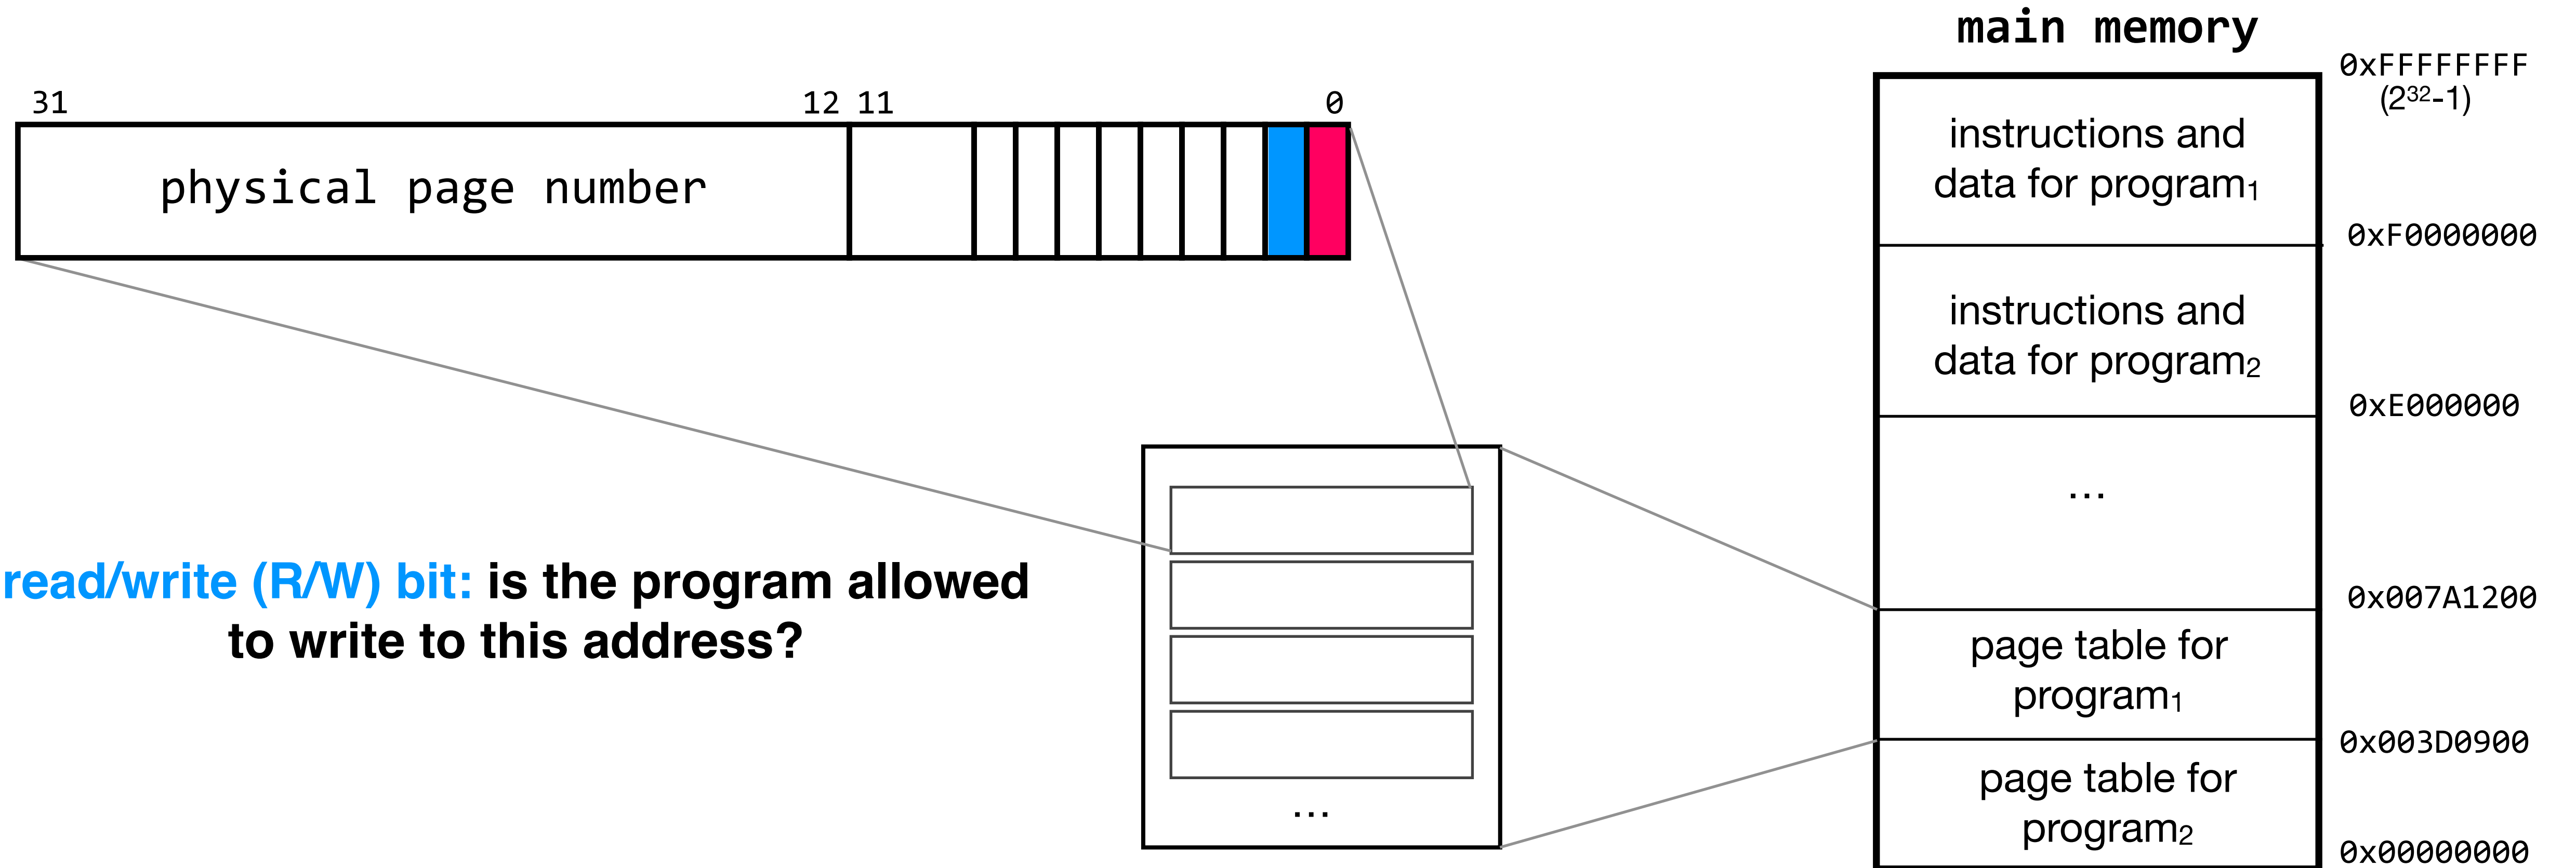 main memory
0xFFFFFFFF
(2³²-1)
31
12 11
0
physical page number
instructions and
data for program₁
0xF0000000
instructions and
data for program₂
0xE000000
...
read/write (R/W) bit: is the program allowed
to write to this address?
...
0x007A1200
page table for
program₁
0x003D0900
page table for
program₂
0x00000000